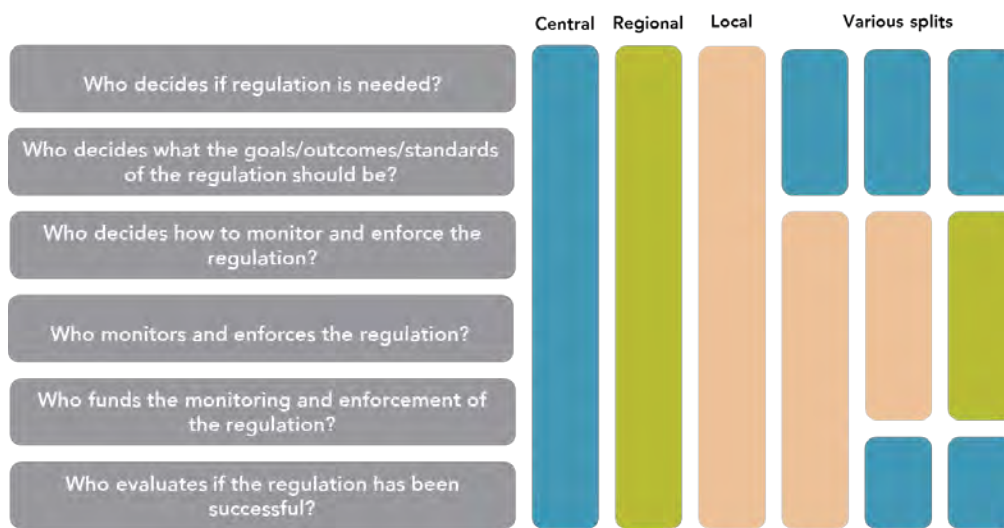 Central Regional Local Various splits
Who decides if regulation is needed?
Who decides what the goals/outcomes/standards
of the regulation should be?
Who decides how to monitor and enforce the
regulation?
Who monitors and enforces the regulation?
Who funds the monitoring and enforcement of
the regulation?
Who evaluates if the regulation has been
successful?